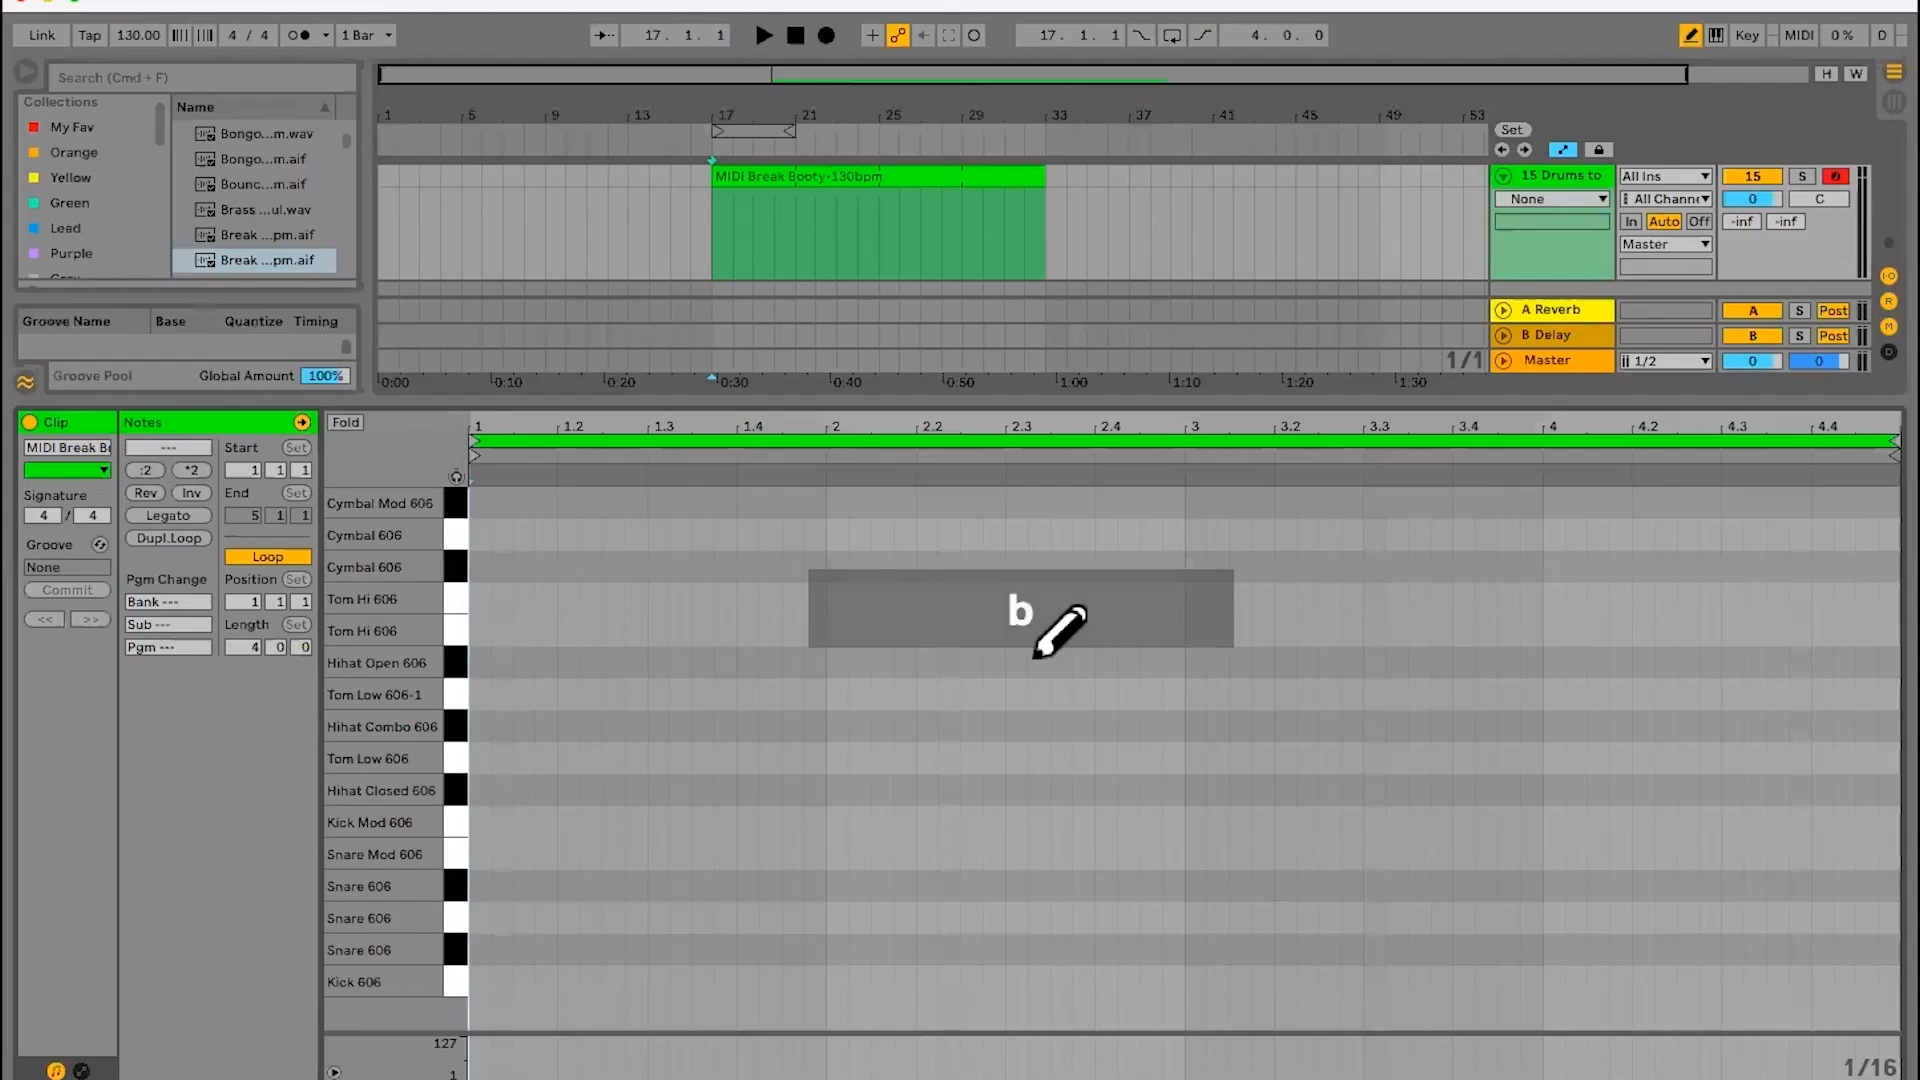 Link Tap 130.00 4 / 4 1 Bar 17. 1. 1 17. 1. 1 4. 0. 0 Key MIDI 0 % D
Search (Cmd + F) H W
Collections Name
My Fav Bongo...m.wav
Orange Bongo...m.aif
Yellow Bounc...m.aif
Green Brass ...ul.wav
Lead Break ...pm.aif
Purple Break ...pm.aif
Groove Name Base Quantize Timing
Groove Pool Global Amount 100%
1 5 9 13 17 21 25 29 33 37 41 45 49 53
Set
MIDI Break Booty-130bpm
15 Drums to All Ins 15 S
None All Channe 0 C
In Auto Off -inf -inf
Master
A Reverb A S Post
B Delay B S Post
1/1 Master 1/2 0 0
0:00 0:10 0:20 0:30 0:40 0:50 1:00 1:10 1:20 1:30
I·O
R
M
D
Clip Notes Fold
MIDI Break Bo --- Start Set
:2 *2 1 1 1
Signature Rev Inv End Set
4 / 4 Legato 5 1 1
Groove Dupl.Loop
None Loop
Commit Pgm Change Position Set
Bank --- 1 1 1
<< >> Sub --- Length Set
Pgm --- 4 0 0
1 1.2 1.3 1.4 2 2.2 2.3 2.4 3 3.2 3.3 3.4 4 4.2 4.3 4.4
Cymbal Mod 606
Cymbal 606
Cymbal 606
Tom Hi 606
b
Tom Hi 606
Hihat Open 606
Tom Low 606-1
Hihat Combo 606
Tom Low 606
Hihat Closed 606
Kick Mod 606
Snare Mod 606
Snare 606
Snare 606
Snare 606
Kick 606
127
1
1/16